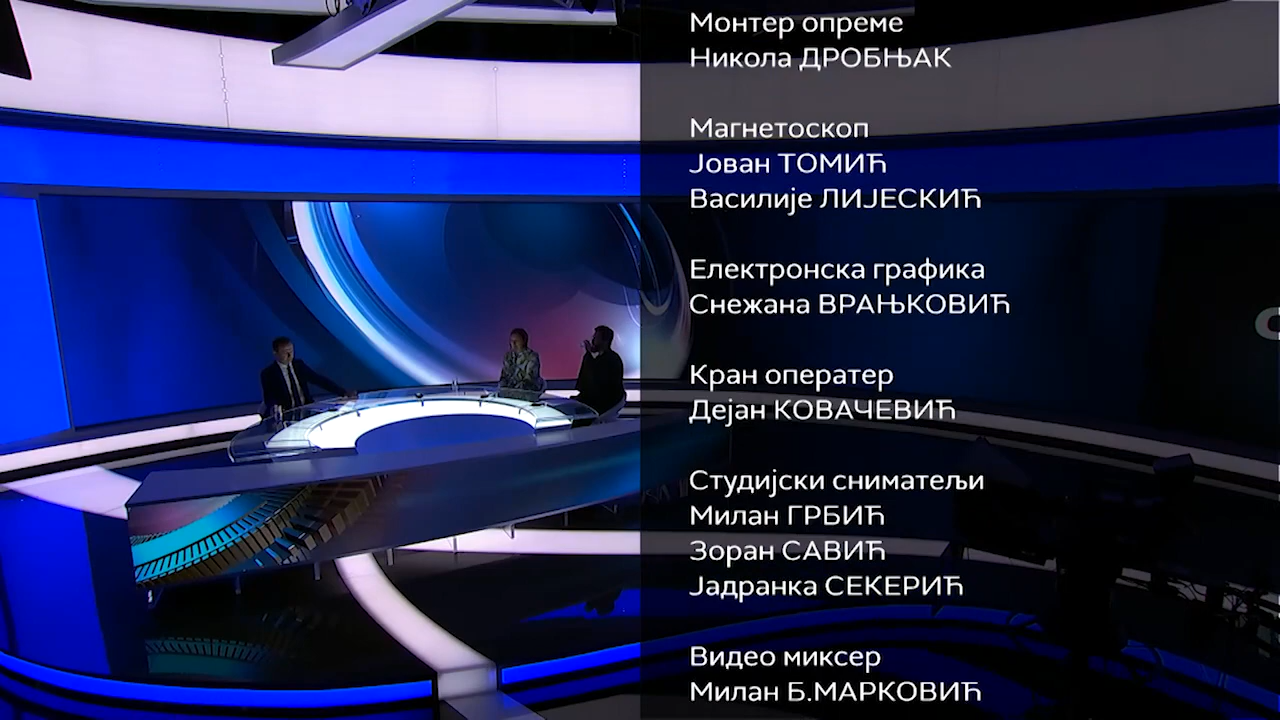 Монтер опреме
Никола ДРОБЊАК
Магнетоскоп
Јован ТОМИЋ
Василије ЛИЈЕСКИЋ
Електронска графика
Снежана ВРАЊКОВИЋ
Кран оператер
Дејан КОВАЧЕВИЋ
Студијски сниматељи
Милан ГРБИЋ
Зоран САВИЋ
Јадранка СЕКЕРИЋ
Видео миксер
Милан Б.МАРКОВИЋ